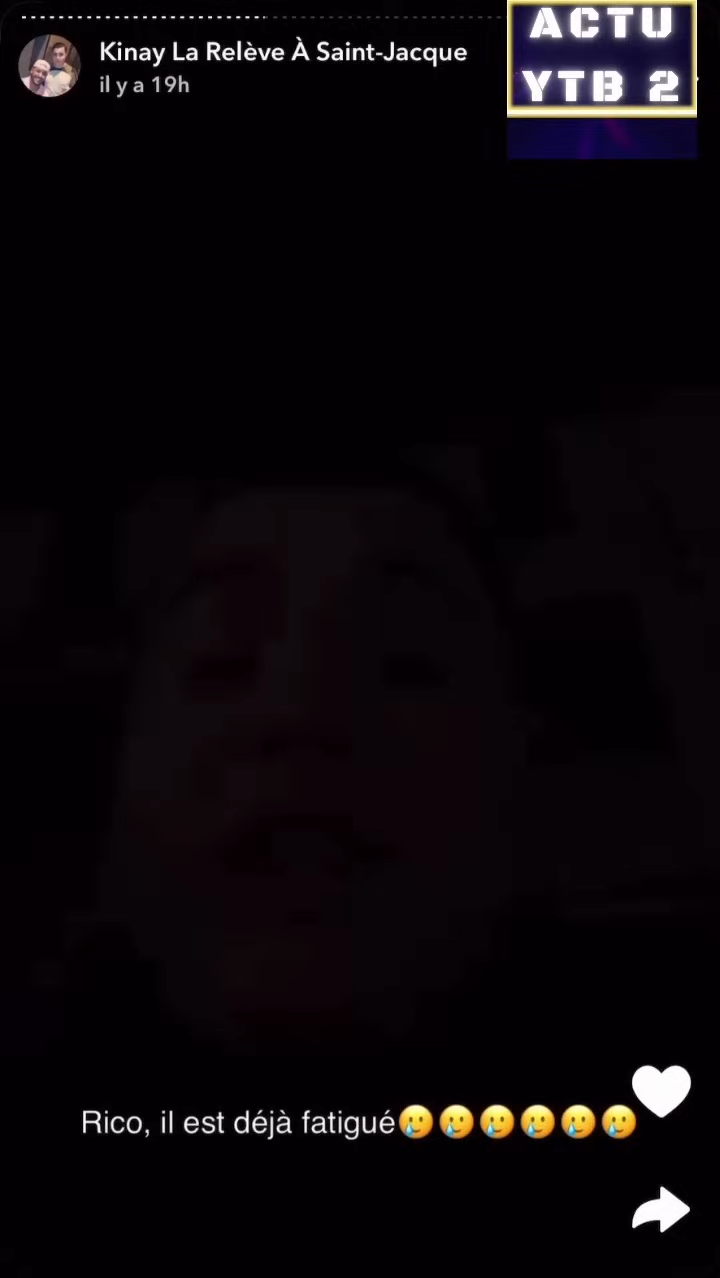 Kinay La Relève À Saint-Jacque
il y a 19h
ACTU
YTB 2
Rico, il est déjà fatigué🥲🥲🥲🥲🥲🥲